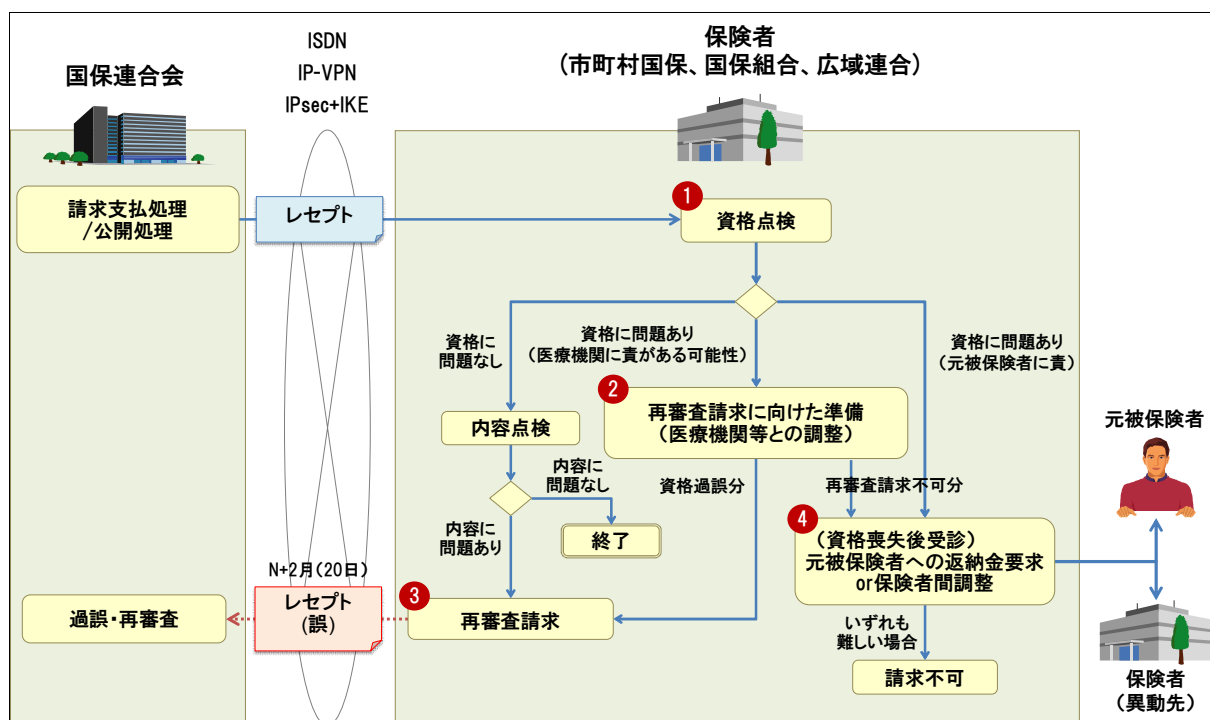 国保連合会
ISDN
IP-VPN
IPsec+IKE
保険者
（市町村国保、国保組合、広域連合）
請求支払処理
/公開処理
レセプト
1
資格点検
資格に
問題なし
資格に問題あり
（医療機関に責がある可能性）
資格に問題あり
（元被保険者に責）
2
再審査請求に向けた準備
（医療機関等との調整）
内容点検
内容に
問題なし
内容に
問題あり
終了
資格過誤分
再審査請求不可分
元被保険者
4
（資格喪失後受診）
元被保険者への返納金要求
or保険者間調整
N+2月（20日）
レセプト
(誤)
過誤・再審査
3
再審査請求
いずれも
難しい場合
請求不可
保険者
（異動先）